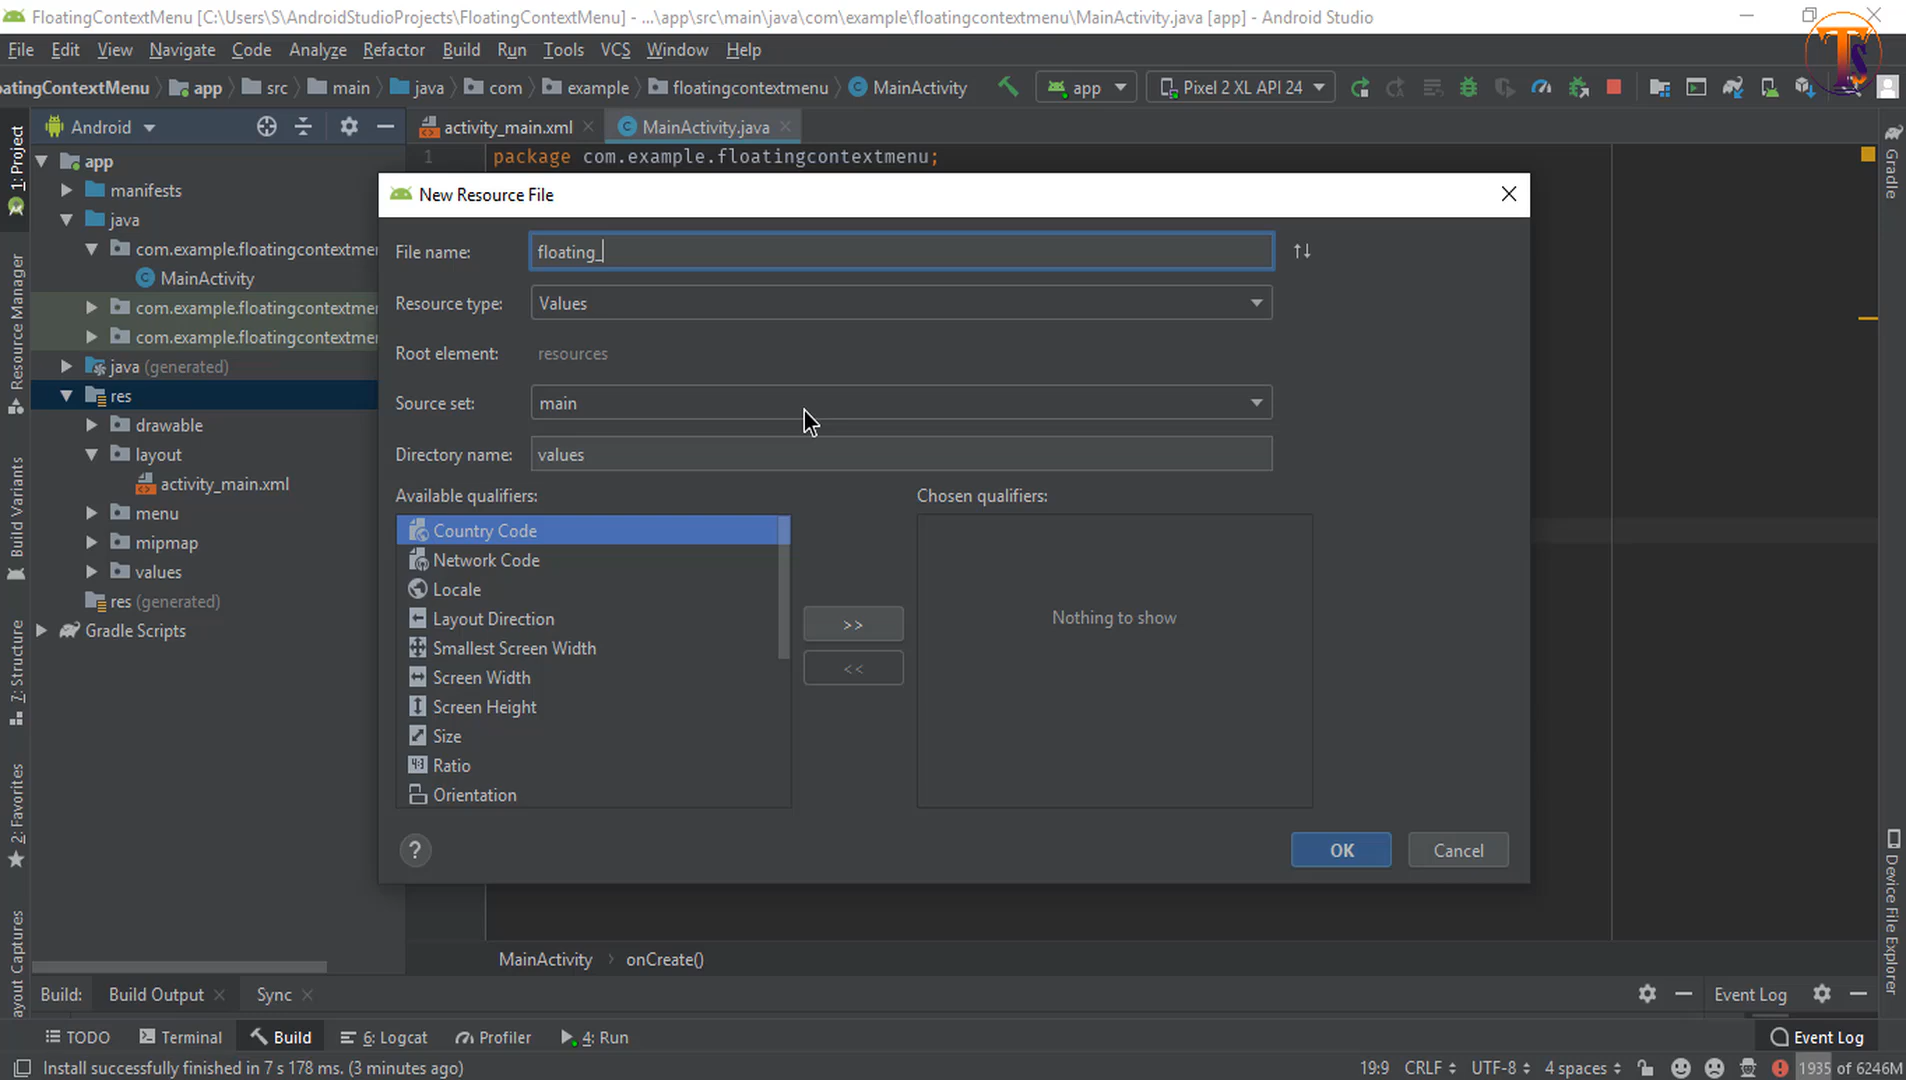 FloatingContextMenu [C:\Users\S\AndroidStudioProjects\FloatingContextMenu] - ...\app\src\main\java\com\example\floatingcontextmenu\MainActivity.java [app] - Android Studio
File Edit View Navigate Code Analyze Refactor Build Run Tools VCS Window Help
Ts
oatingContextMenu app src main java com example floatingcontextmenu MainActivity app Pixel 2 XL API 24
Android activity_main.xml MainActivity.java
1 package com.example.floatingcontextmenu;
1: Project
Resource Manager
Build Variants
7: Structure
2: Favorites
ayout Captures
app
manifests
java
com.example.floatingcontextmen
MainActivity
com.example.floatingcontextmen
com.example.floatingcontextmen
java (generated)
res
drawable
layout
activity_main.xml
menu
mipmap
values
res (generated)
Gradle Scripts
New Resource File
File name: floating_
Resource type: Values
Root element: resources
Source set: main
Directory name: values
Available qualifiers: Chosen qualifiers:
Country Code
Network Code
Locale
Layout Direction
Smallest Screen Width
Screen Width
Screen Height
Size
Ratio
Orientation
>>
<<
Nothing to show
? OK Cancel
Gradle
Device File Explorer
MainActivity › onCreate()
Build: Build Output Sync Event Log
TODO Terminal Build 6: Logcat Profiler 4: Run Event Log
Install successfully finished in 7 s 178 ms. (3 minutes ago) 19:9 CRLF UTF-8 4 spaces 1935 of 6246M